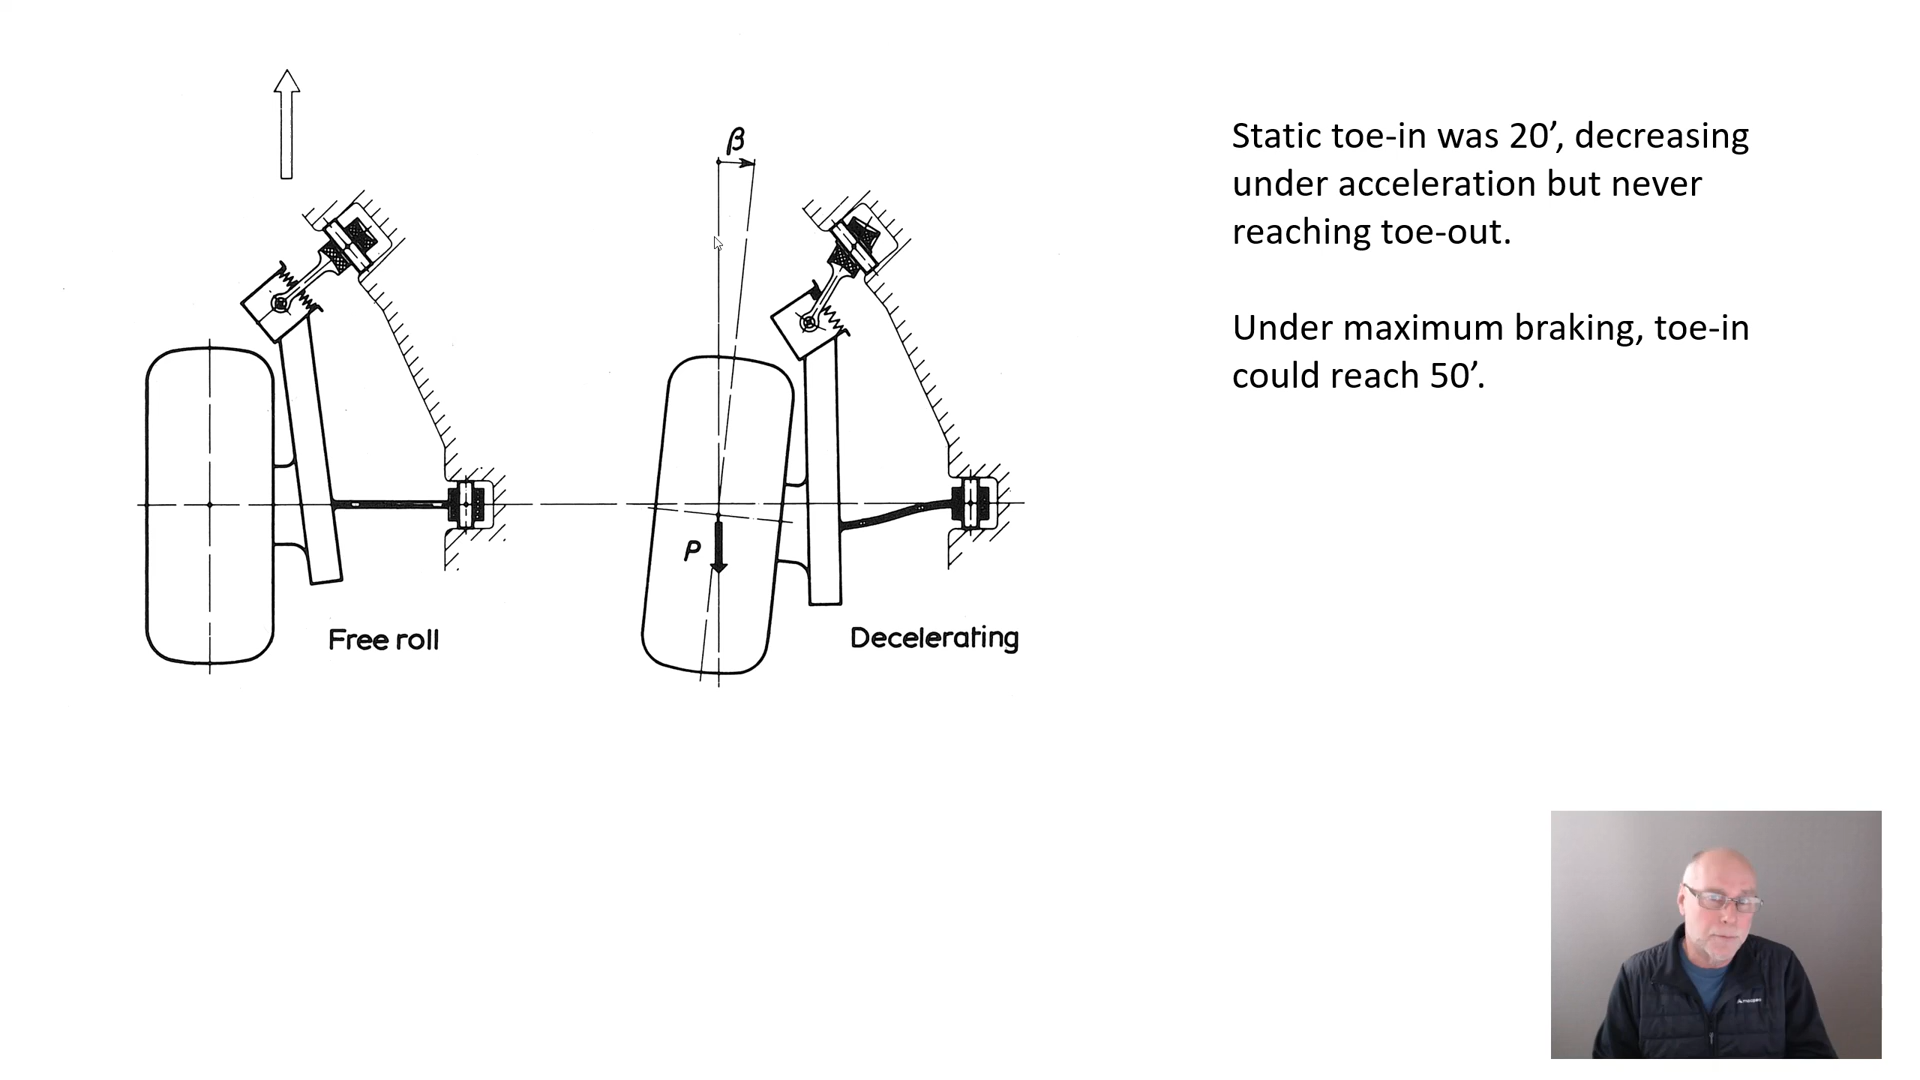 β
P
Free roll
Decelerating
Static toe-in was 20’, decreasing
under acceleration but never
reaching toe-out.
Under maximum braking, toe-in
could reach 50’.